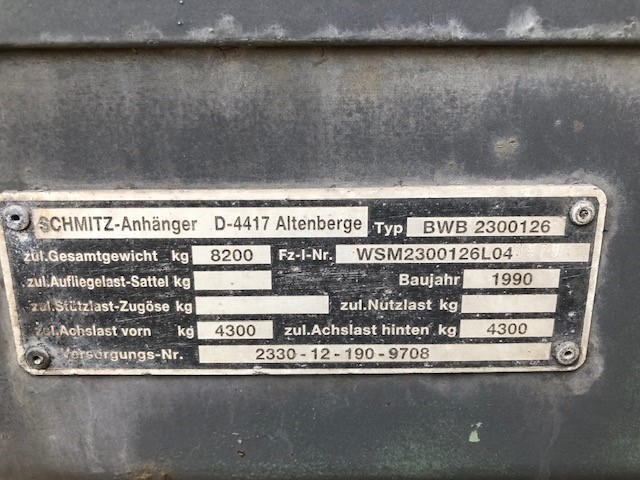 SCHMITZ-Anhänger D-4417 Altenberge Typ BWB 2300126
zul.Gesamtgewicht kg 8200 Fz-I-Nr. WSM2300126L04
zul.Aufliegelast-Sattel kg Baujahr 1990
zul.Stützlast-Zugöse kg zul.Nutzlast kg
zul.Achslast vorn kg 4300 zul.Achslast hinten kg 4300
Versorgungs-Nr. 2330-12-190-9708